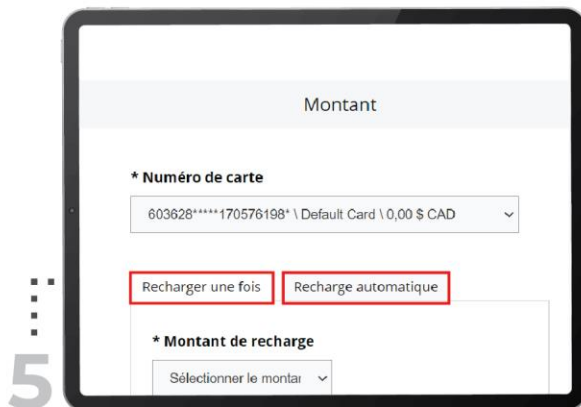 Montant
* Numéro de carte
603628*****170576198* \ Default Card \ 0,00 $ CAD
Recharger une fois
Recharge automatique
* Montant de recharge
Sélectionner le montar
5